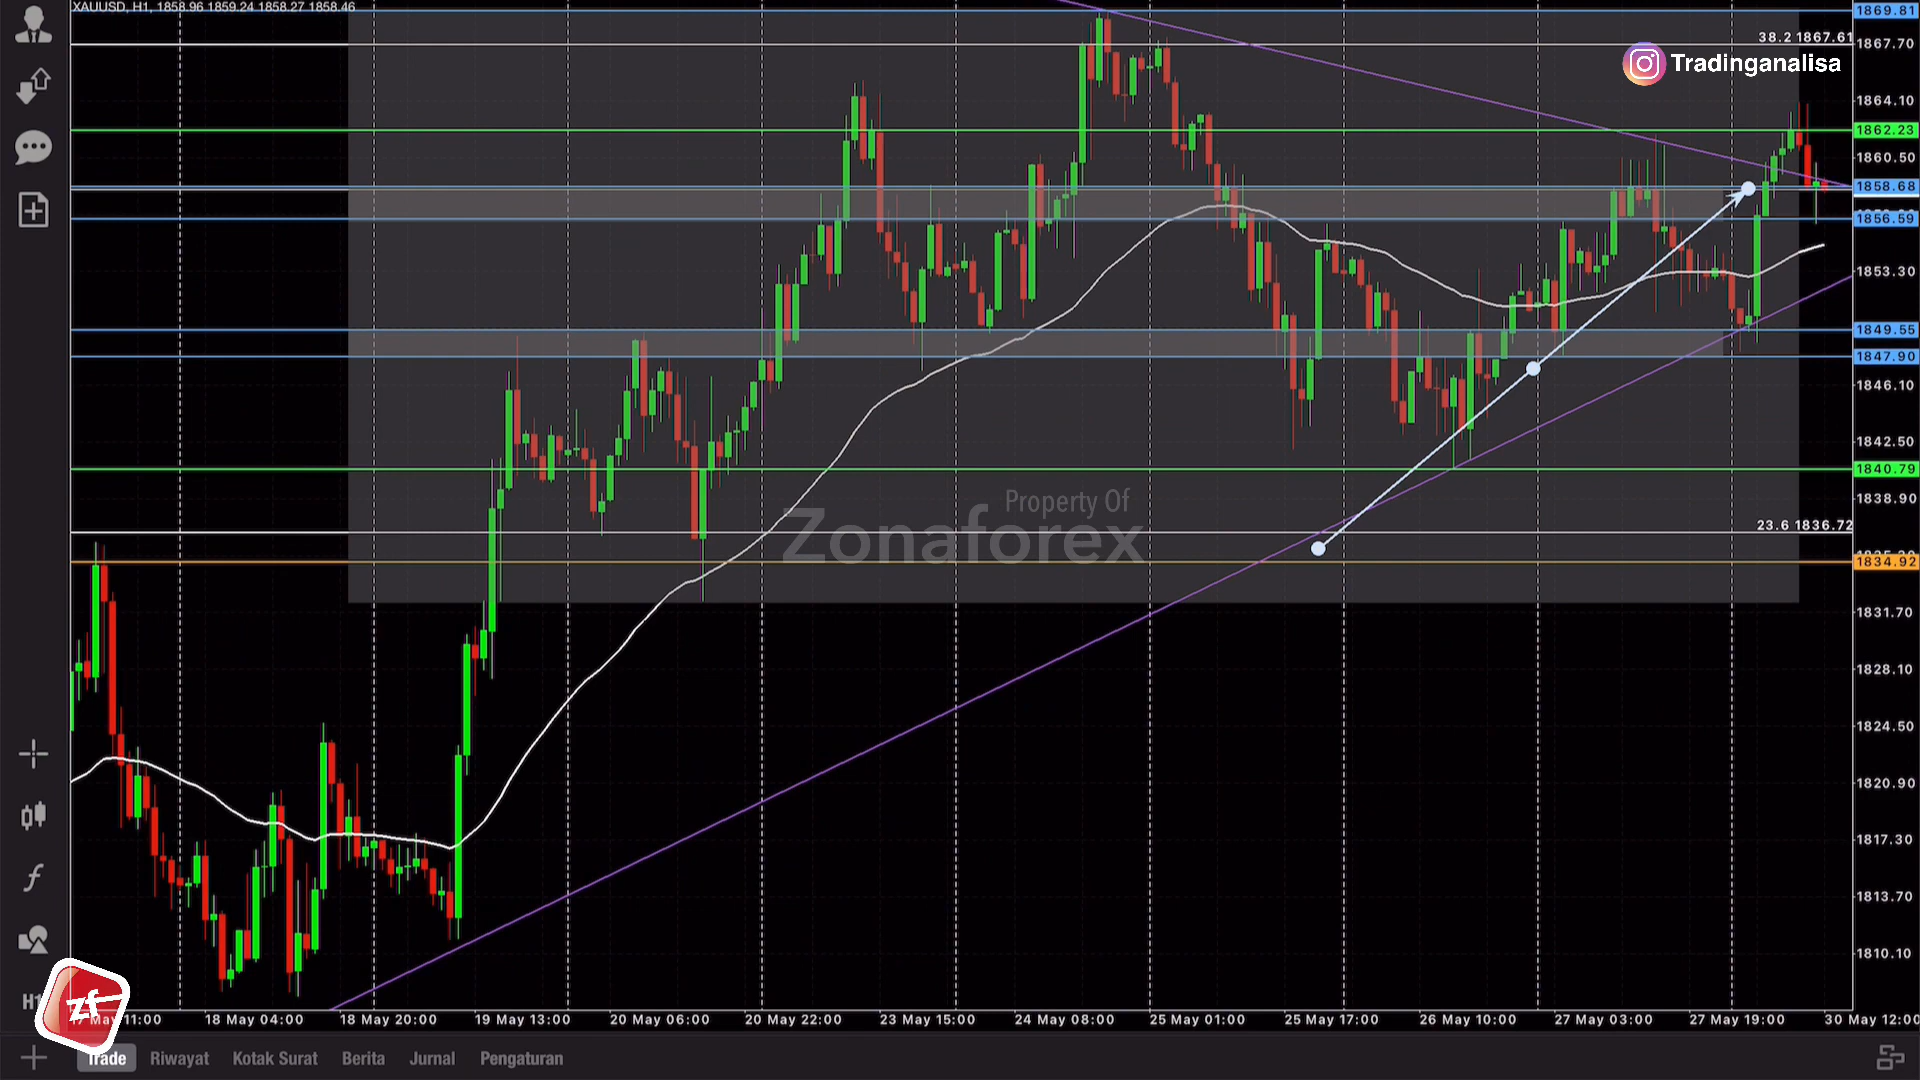 XAUUSD, H1, 1858.96 1859.24 1858.27 1858.46
1869.81
38.2 1867.61
1867.70
Tradinganalisa
1864.10
1862.23
1860.50
1858.68
1856.59
1853.30
1849.55
1847.90
1846.10
1842.50
1840.79
1838.90
Property Of
Zonaforex
23.6 1836.72
1834.92
1831.70
1828.10
1824.50
1820.90
1817.30
1813.70
1810.10
H1
zf
11:00
18 May 04:00
18 May 20:00
19 May 13:00
20 May 06:00
20 May 22:00
23 May 15:00
24 May 08:00
25 May 01:00
25 May 17:00
26 May 10:00
27 May 03:00
27 May 19:00
30 May 12:00
Trade
Riwayat
Kotak Surat
Berita
Jurnal
Pengaturan